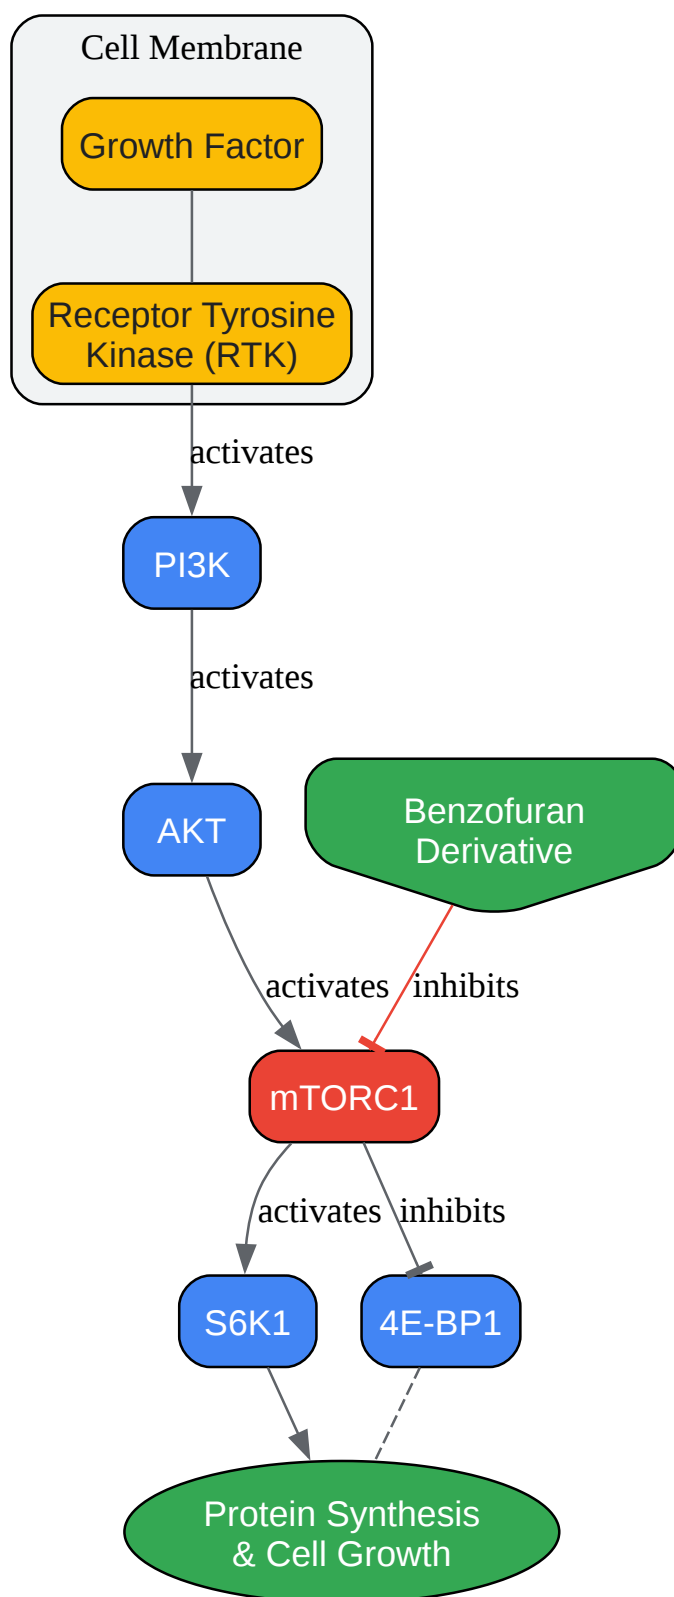 Cell Membrane
Growth Factor
Receptor Tyrosine
Kinase (RTK)
activates
PI3K
activates
AKT
Benzofuran
Derivative
activates
inhibits
mTORC1
activates
inhibits
S6K1
4E-BP1
Protein Synthesis
& Cell Growth